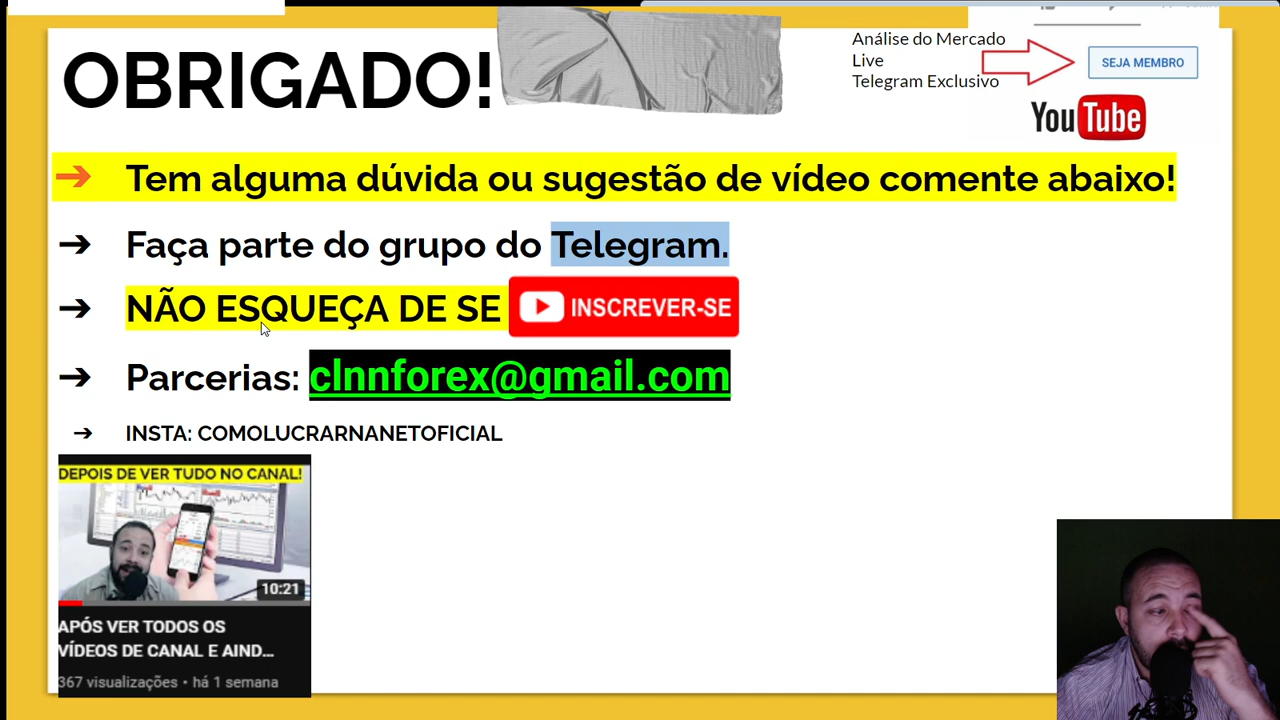 OBRIGADO!
Análise do Mercado
Live
Telegram Exclusivo
SEJA MEMBRO
YouTube
➔ Tem alguma dúvida ou sugestão de vídeo comente abaixo!
➔ Faça parte do grupo do Telegram.
➔ NÃO ESQUEÇA DE SE INSCREVER-SE
➔ Parcerias: clnnforex@gmail.com
➔ INSTA: COMOLUCRARNANETOFICIAL
DEPOIS DE VER TUDO NO CANAL!
10:21
APÓS VER TODOS OS
VÍDEOS DE CANAL E AIND...
367 visualizações • há 1 semana